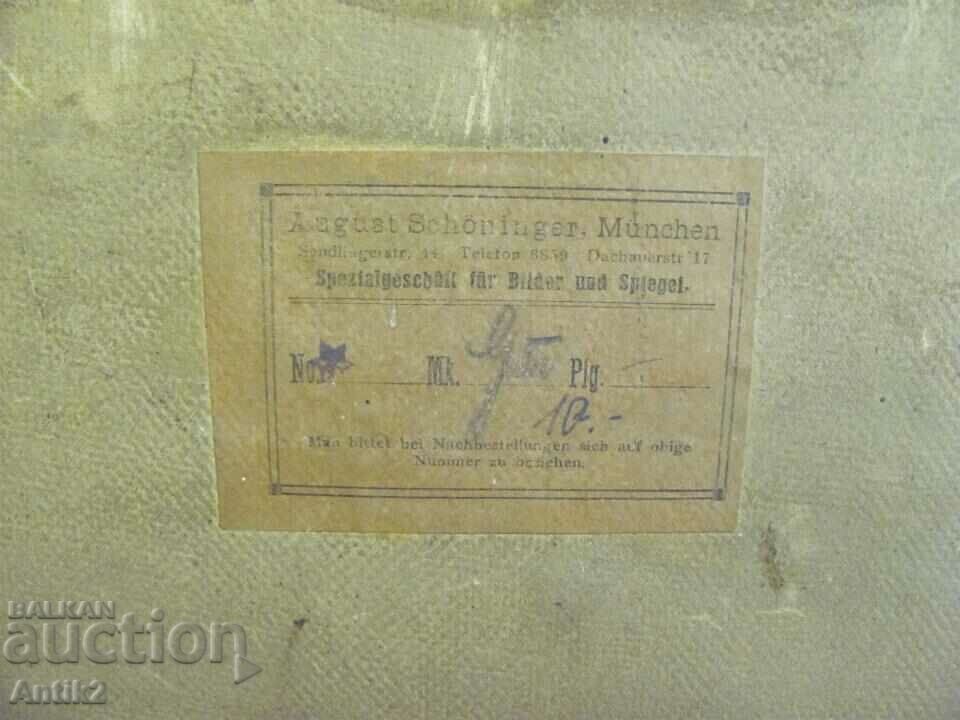 August Schöninger, München
Sendlingerstr. 44 Telefon 8859 Dachauerstr 17
Spezialgeschäft für Bilder und Spiegel.
No. Mk. Pfg.
10.-
Man bittet bei Nachbestellungen sich auf obige
Nummer zu beziehen.
BALKAN
auction
Antik2